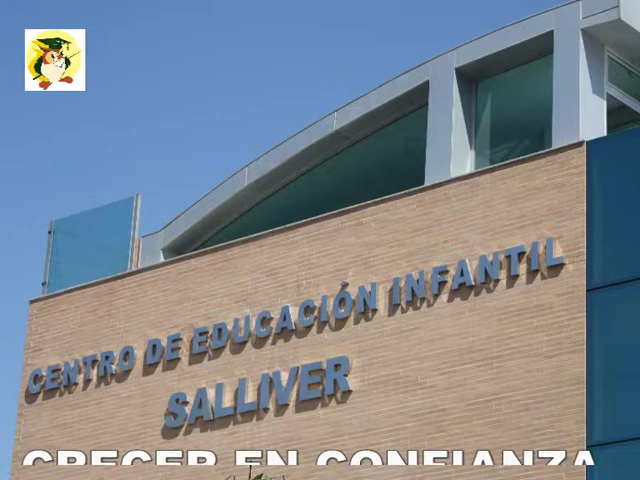 CENTRO DE EDUCACIÓN INFANTIL
SALLIVER
CRECER EN CONFIANZA